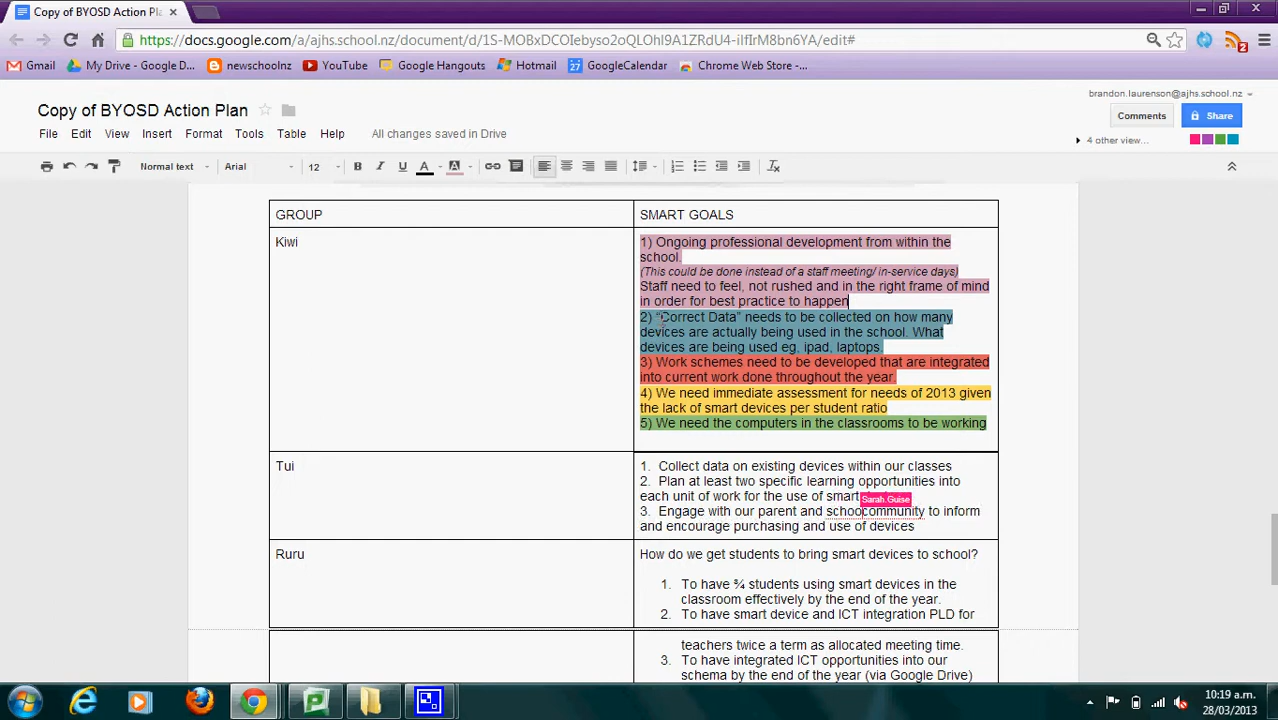 Copy of BYOSD Action Plan
https://docs.google.com/a/ajhs.school.nz/document/d/1S-MOBxDCOIebyso2oQLOhI9A1ZRdU4-ilfIrM8bn6YA/edit#
2
Gmail My Drive - Google D... newschoolnz YouTube Google Hangouts Hotmail 27 GoogleCalendar Chrome Web Store -...
brandon.laurenson@ajhs.school.nz
Copy of BYOSD Action Plan
Comments Share
File Edit View Insert Format Tools Table Help All changes saved in Drive
4 other view...
Normal text Arial 12 B I U A A
GROUP SMART GOALS
Kiwi
1) Ongoing professional development from within the
school.
(This could be done instead of a staff meeting/ in-service days)
Staff need to feel, not rushed and in the right frame of mind
in order for best practice to happen
2) “Correct Data” needs to be collected on how many
devices are actually being used in the school. What
devices are being used eg, ipad, laptops.
3) Work schemes need to be developed that are integrated
into current work done throughout the year.
4) We need immediate assessment for needs of 2013 given
the lack of smart devices per student ratio
5) We need the computers in the classrooms to be working
Tui
1. Collect data on existing devices within our classes
2. Plan at least two specific learning opportunities into
each unit of work for the use of smart
Sarah.Guise
3. Engage with our parent and schoolcommunity to inform
and encourage purchasing and use of devices
Ruru
How do we get students to bring smart devices to school?
1. To have ¾ students using smart devices in the
classroom effectively by the end of the year.
2. To have smart device and ICT integration PLD for
teachers twice a term as allocated meeting time.
3. To have integrated ICT opportunities into our
schema by the end of the year (via Google Drive)
10:19 a.m.
28/03/2013